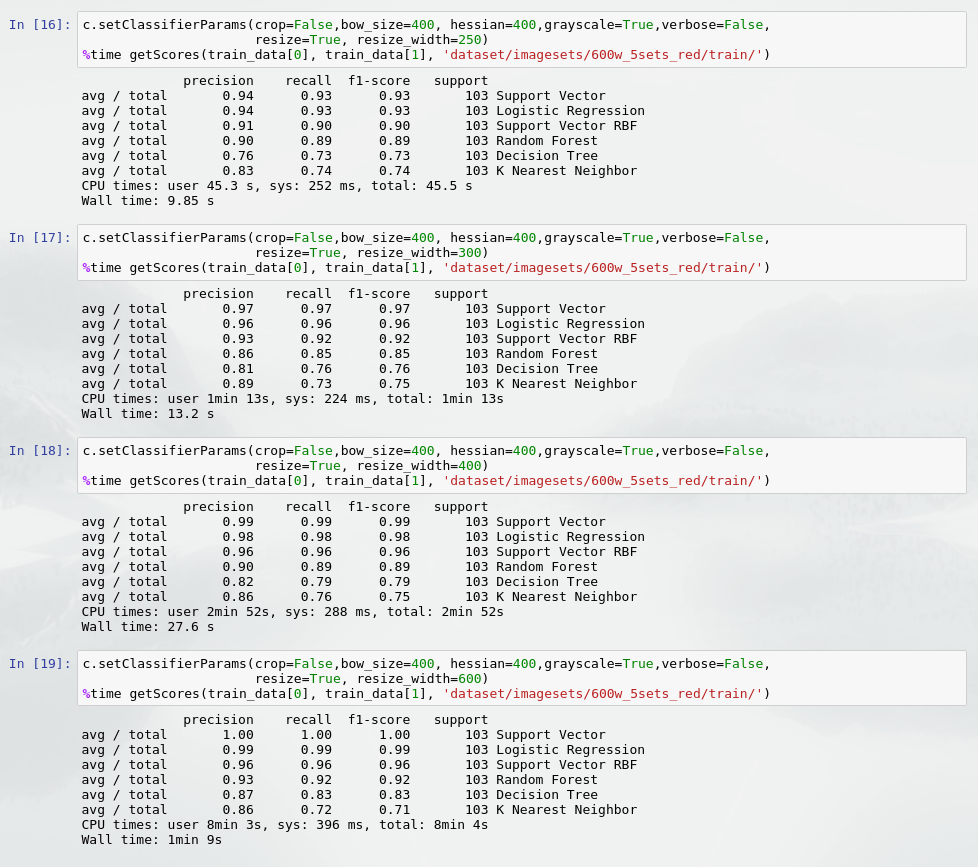 In [16]: c.setClassifierParams(crop=False,bow_size=400, hessian=400,grayscale=True,verbose=False,
resize=True, resize_width=250)
%time getScores(train_data[0], train_data[1], 'dataset/imagesets/600w_5sets_red/train/')
precision recall f1-score support
avg / total 0.94 0.93 0.93 103 Support Vector
avg / total 0.94 0.93 0.93 103 Logistic Regression
avg / total 0.91 0.90 0.90 103 Support Vector RBF
avg / total 0.90 0.89 0.89 103 Random Forest
avg / total 0.76 0.73 0.73 103 Decision Tree
avg / total 0.83 0.74 0.74 103 K Nearest Neighbor
CPU times: user 45.3 s, sys: 252 ms, total: 45.5 s
Wall time: 9.85 s
In [17]: c.setClassifierParams(crop=False,bow_size=400, hessian=400,grayscale=True,verbose=False,
resize=True, resize_width=300)
%time getScores(train_data[0], train_data[1], 'dataset/imagesets/600w_5sets_red/train/')
precision recall f1-score support
avg / total 0.97 0.97 0.97 103 Support Vector
avg / total 0.96 0.96 0.96 103 Logistic Regression
avg / total 0.93 0.92 0.92 103 Support Vector RBF
avg / total 0.86 0.85 0.85 103 Random Forest
avg / total 0.81 0.76 0.76 103 Decision Tree
avg / total 0.89 0.73 0.75 103 K Nearest Neighbor
CPU times: user 1min 13s, sys: 224 ms, total: 1min 13s
Wall time: 13.2 s
In [18]: c.setClassifierParams(crop=False,bow_size=400, hessian=400,grayscale=True,verbose=False,
resize=True, resize_width=400)
%time getScores(train_data[0], train_data[1], 'dataset/imagesets/600w_5sets_red/train/')
precision recall f1-score support
avg / total 0.99 0.99 0.99 103 Support Vector
avg / total 0.98 0.98 0.98 103 Logistic Regression
avg / total 0.96 0.96 0.96 103 Support Vector RBF
avg / total 0.90 0.89 0.89 103 Random Forest
avg / total 0.82 0.79 0.79 103 Decision Tree
avg / total 0.86 0.76 0.75 103 K Nearest Neighbor
CPU times: user 2min 52s, sys: 288 ms, total: 2min 52s
Wall time: 27.6 s
In [19]: c.setClassifierParams(crop=False,bow_size=400, hessian=400,grayscale=True,verbose=False,
resize=True, resize_width=600)
%time getScores(train_data[0], train_data[1], 'dataset/imagesets/600w_5sets_red/train/')
precision recall f1-score support
avg / total 1.00 1.00 1.00 103 Support Vector
avg / total 0.99 0.99 0.99 103 Logistic Regression
avg / total 0.96 0.96 0.96 103 Support Vector RBF
avg / total 0.93 0.92 0.92 103 Random Forest
avg / total 0.87 0.83 0.83 103 Decision Tree
avg / total 0.86 0.72 0.71 103 K Nearest Neighbor
CPU times: user 8min 3s, sys: 396 ms, total: 8min 4s
Wall time: 1min 9s